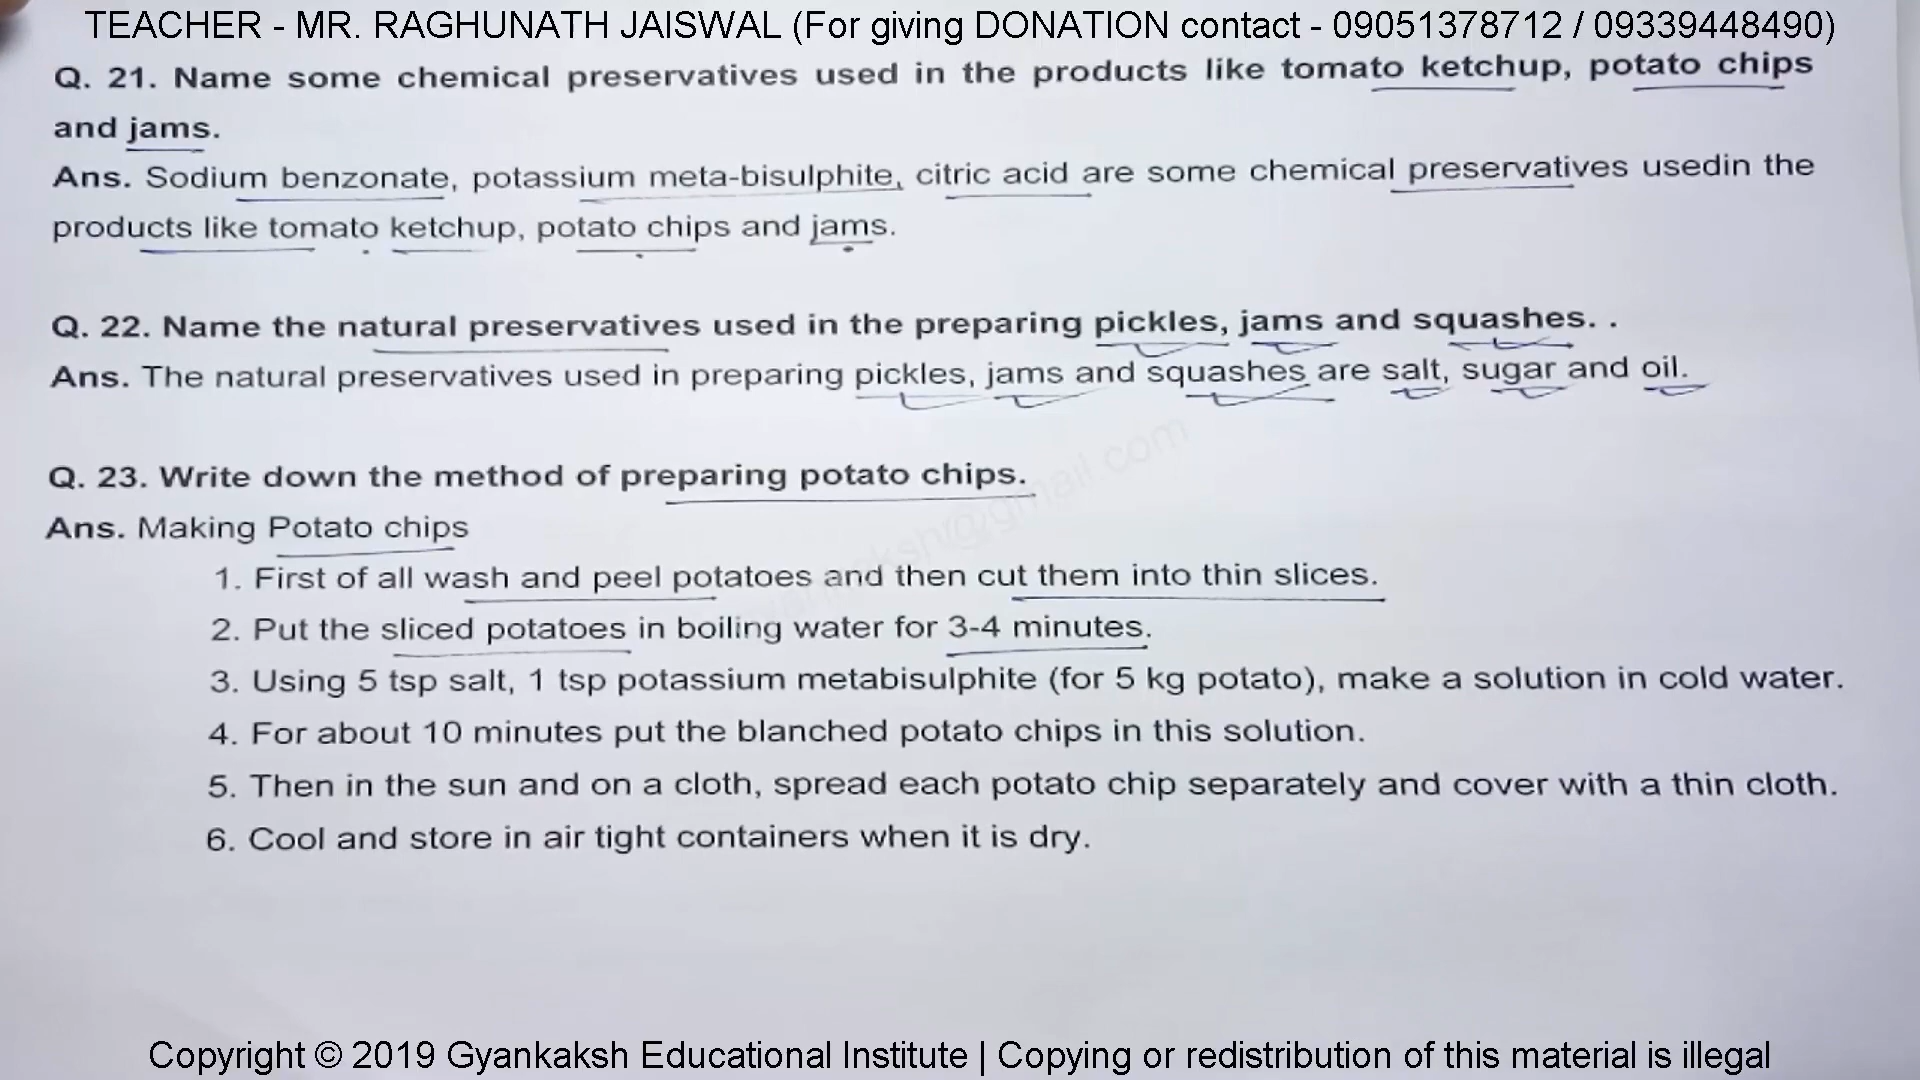 TEACHER - MR. RAGHUNATH JAISWAL (For giving DONATION contact - 09051378712 / 09339448490)
Q. 21. Name some chemical preservatives used in the products like tomato ketchup, potato chips
and jams.
Ans. Sodium benzonate, potassium meta-bisulphite, citric acid are some chemical preservatives usedin the
products like tomato ketchup, potato chips and jams.
Q. 22. Name the natural preservatives used in the preparing pickles, jams and squashes. .
Ans. The natural preservatives used in preparing pickles, jams and squashes are salt, sugar and oil.
Q. 23. Write down the method of preparing potato chips.
Ans. Making Potato chips
1. First of all wash and peel potatoes and then cut them into thin slices.
2. Put the sliced potatoes in boiling water for 3-4 minutes.
3. Using 5 tsp salt, 1 tsp potassium metabisulphite (for 5 kg potato), make a solution in cold water.
4. For about 10 minutes put the blanched potato chips in this solution.
5. Then in the sun and on a cloth, spread each potato chip separately and cover with a thin cloth.
6. Cool and store in air tight containers when it is dry.
Copyright © 2019 Gyankaksh Educational Institute | Copying or redistribution of this material is illegal